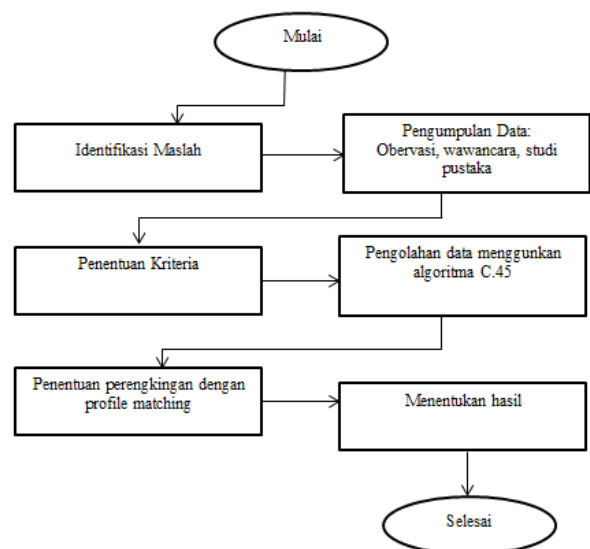 Mulai
Identifikasi Maslah
Pengumpulan Data:
Obervasi, wawancara, studi
pustaka
Penentuan Kriteria
Pengolahan data menggunkan
algoritma C.45
Penentuan perengkingan dengan
profile matching
Menentukan hasil
Selesai